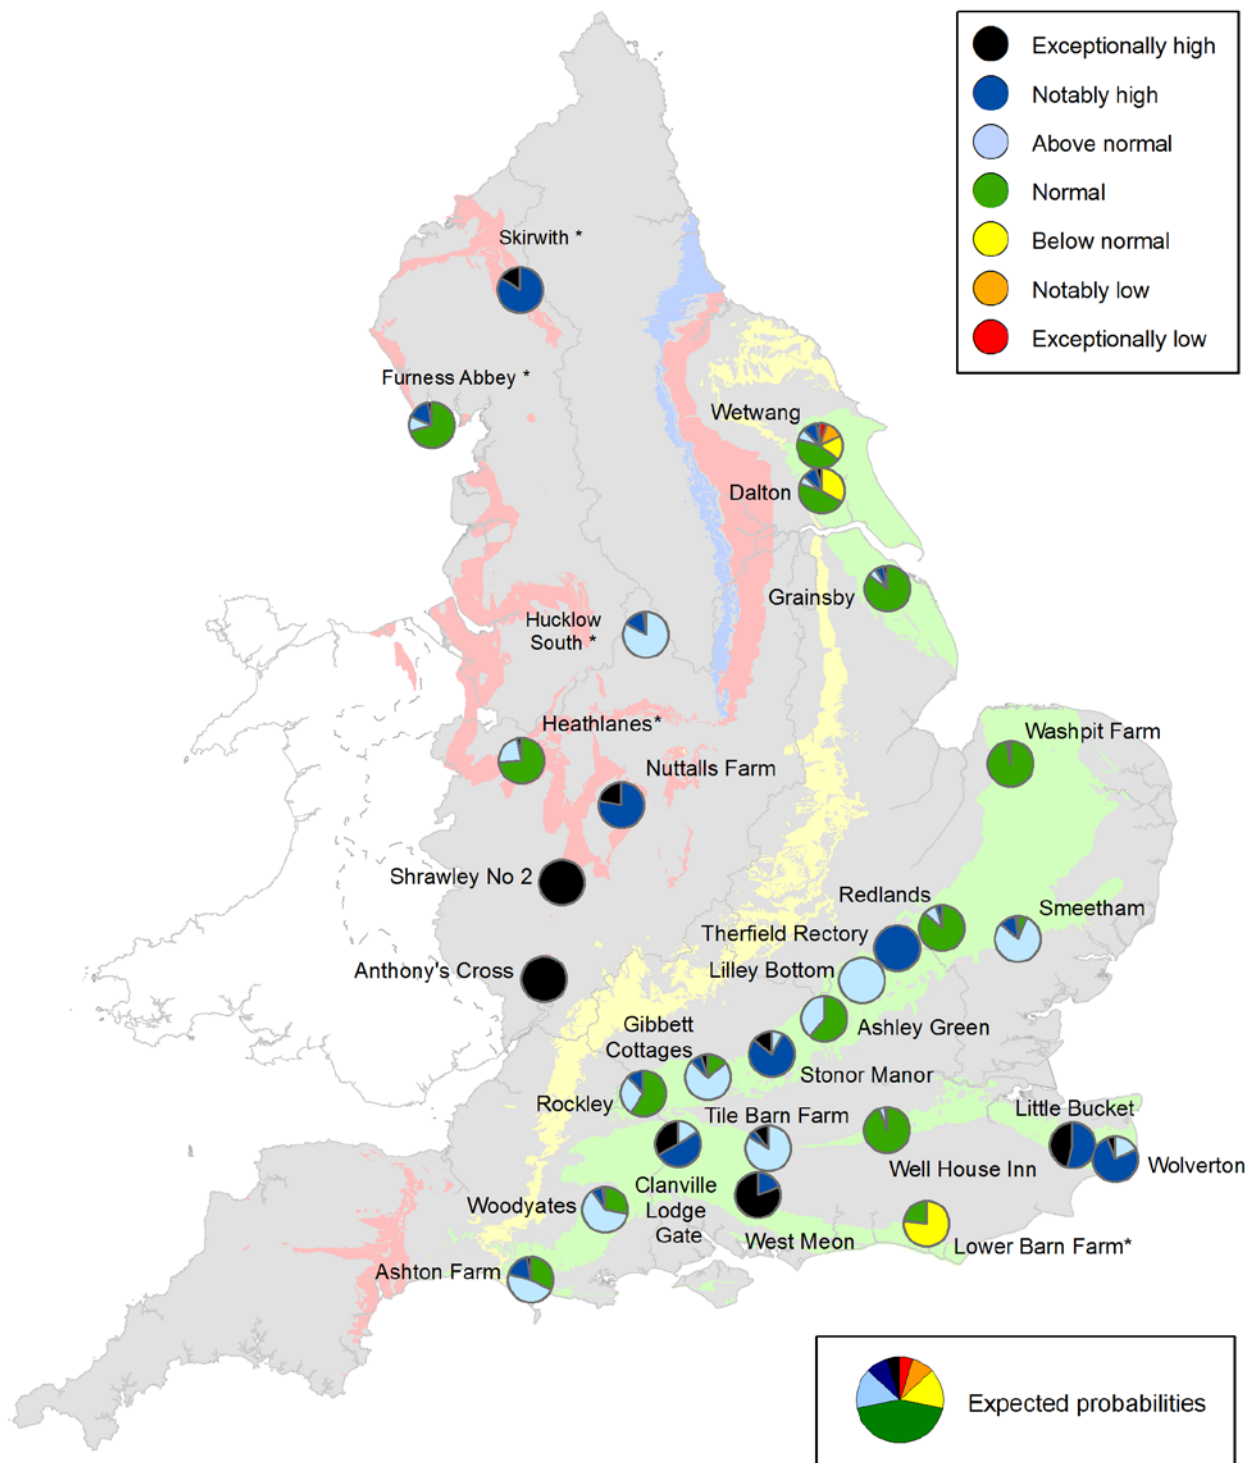 Exceptionally high
Notably high
Above normal
Normal
Below normal
Notably low
Exceptionally low
Skirwith *
Furness Abbey *
Wetwang
Dalton
Grainsby
Hucklow
South *
Heathlanes*
Washpit Farm
Nuttalls Farm
Shrawley No 2
Redlands
Smeetham
Therfield Rectory
Anthony's Cross
Lilley Bottom
Gibbett
Cottages
Ashley Green
Stonor Manor
Rockley
Tile Barn Farm
Little Bucket
Well House Inn
Wolverton
Clanville
Lodge
Gate
Woodyates
West Meon
Lower Barn Farm*
Ashton Farm
Expected probabilities